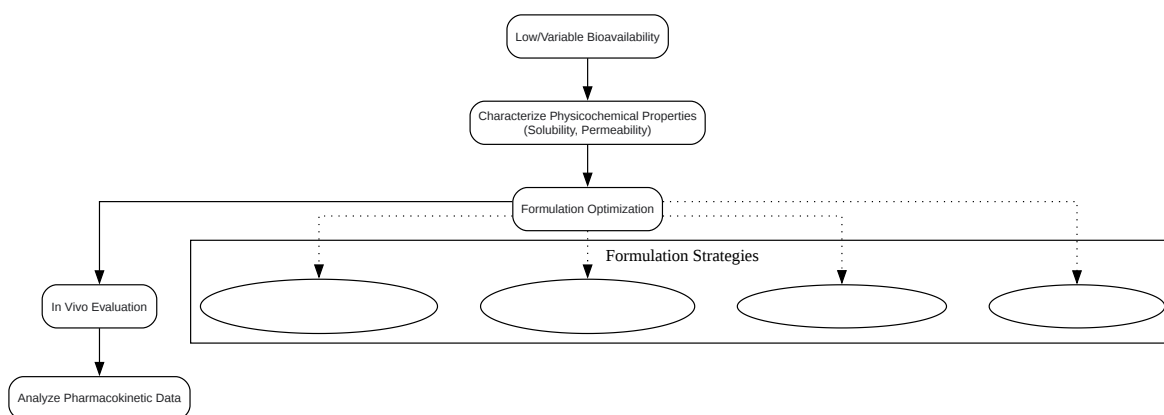 Low/Variable Bioavailability
Characterize Physicochemical Properties
(Solubility, Permeability)
Formulation Optimization
Formulation Strategies
In Vivo Evaluation
Analyze Pharmacokinetic Data